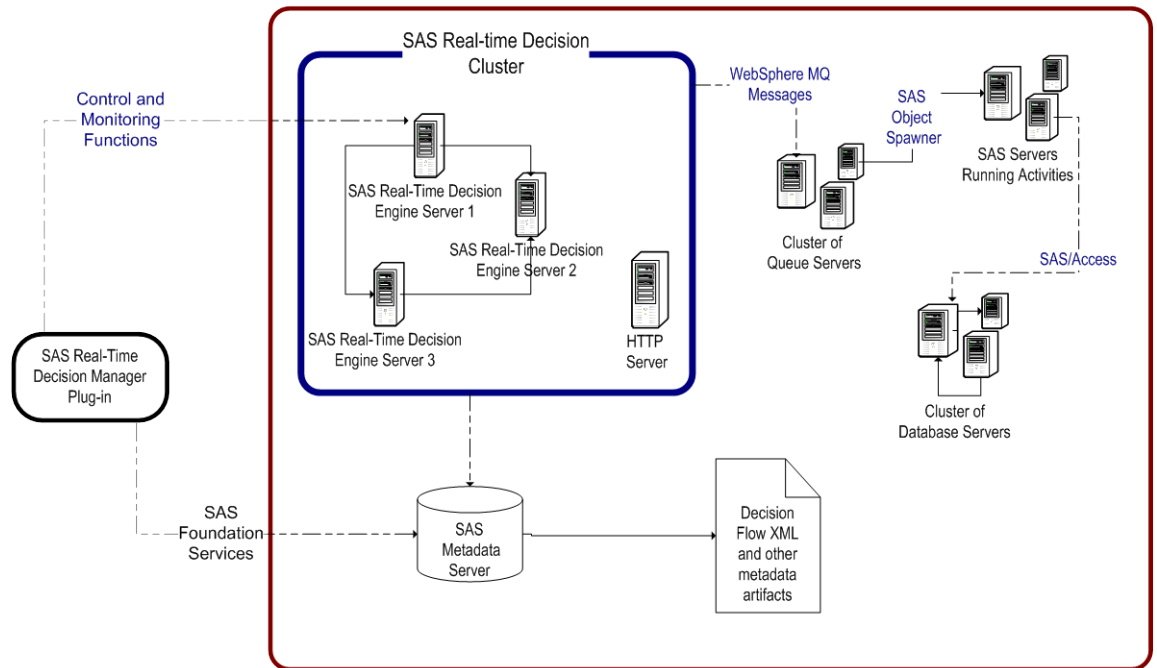 SAS Real-time Decision
Cluster
Control and
Monitoring
Functions
WebSphere MQ
Messages
SAS
Object
Spawner
SAS Servers
Running Activities
SAS Real-Time Decision
Engine Server 1
SAS Real-Time Decision
Engine Server 2
Cluster of
Queue Servers
SAS/Access
SAS Real-Time Decision
Engine Server 3
HTTP
Server
SAS Real-Time
Decision Manager
Plug-in
Cluster of
Database Servers
SAS
Foundation
Services
SAS
Metadata
Server
Decision
Flow XML
and other
metadata
artifacts